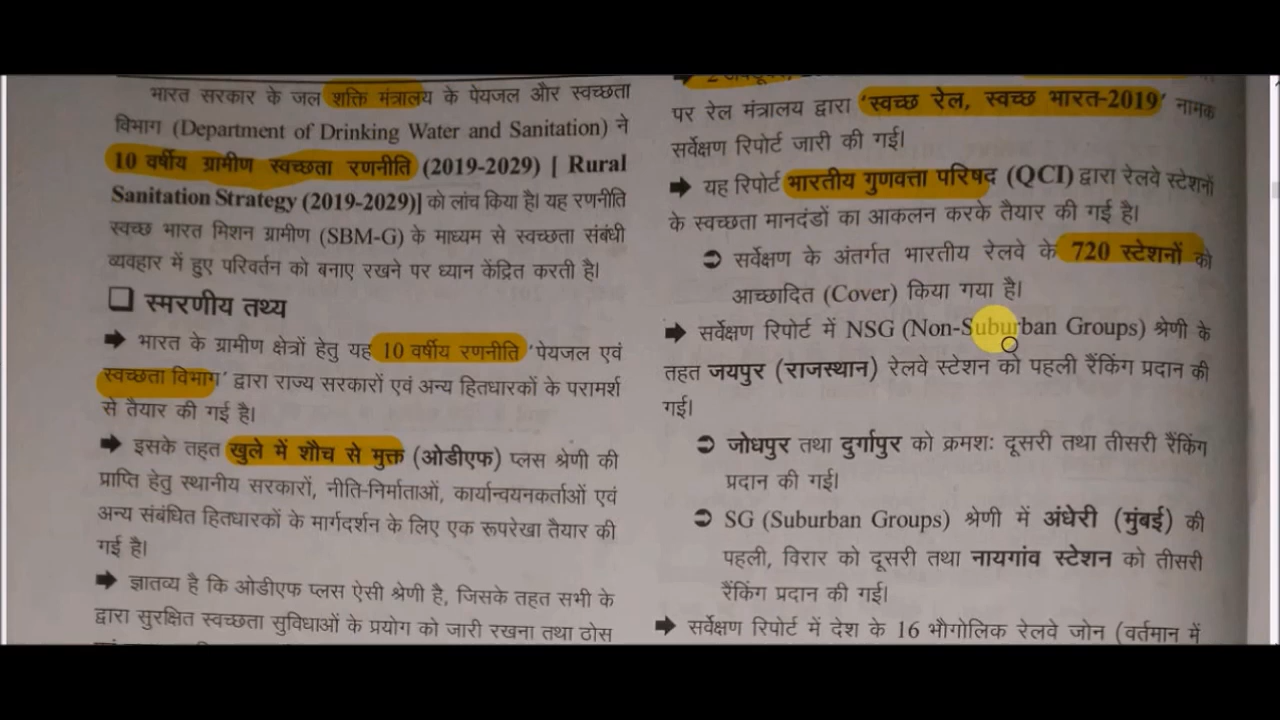 भारत सरकार के जल शक्ति मंत्रालय के पेयजल और स्वच्छता
विभाग (Department of Drinking Water and Sanitation) ने
10 वर्षीय ग्रामीण स्वच्छता रणनीति (2019-2029) [ Rural
Sanitation Strategy (2019-2029)] को लांच किया है। यह रणनीति
स्वच्छ भारत मिशन ग्रामीण (SBM-G) के माध्यम से स्वच्छता संबंधी
व्यवहार में हुए परिवर्तन को बनाए रखने पर ध्यान केंद्रित करती है।
❑ स्मरणीय तथ्य
➡ भारत के ग्रामीण क्षेत्रों हेतु यह 10 वर्षीय रणनीति 'पेयजल एवं
स्वच्छता विभाग' द्वारा राज्य सरकारों एवं अन्य हितधारकों के परामर्श
से तैयार की गई है।
➡ इसके तहत खुले में शौच से मुक्त (ओडीएफ) प्लस श्रेणी की
प्राप्ति हेतु स्थानीय सरकारों, नीति-निर्माताओं, कार्यान्वयनकर्ताओं एवं
अन्य संबंधित हितधारकों के मार्गदर्शन के लिए एक रूपरेखा तैयार की
गई है।
➡ ज्ञातव्य है कि ओडीएफ प्लस ऐसी श्रेणी है, जिसके तहत सभी के
द्वारा सुरक्षित स्वच्छता सुविधाओं के प्रयोग को जारी रखना तथा ठोस
पर रेल मंत्रालय द्वारा 'स्वच्छ रेल, स्वच्छ भारत-2019' नामक
सर्वेक्षण रिपोर्ट जारी की गई।
➡ यह रिपोर्ट भारतीय गुणवत्ता परिषद (QCI) द्वारा रेलवे स्टेशनों
के स्वच्छता मानदंडों का आकलन करके तैयार की गई है।
⊃ सर्वेक्षण के अंतर्गत भारतीय रेलवे के 720 स्टेशनों को
आच्छादित (Cover) किया गया है।
➡ सर्वेक्षण रिपोर्ट में NSG (Non-Suburban Groups) श्रेणी के
तहत जयपुर (राजस्थान) रेलवे स्टेशन को पहली रैंकिंग प्रदान की
गई।
⊃ जोधपुर तथा दुर्गापुर को क्रमशः दूसरी तथा तीसरी रैंकिंग
प्रदान की गई।
⊃ SG (Suburban Groups) श्रेणी में अंधेरी (मुंबई) की
पहली, विरार को दूसरी तथा नायगांव स्टेशन को तीसरी
रैंकिंग प्रदान की गई।
➡ सर्वेक्षण रिपोर्ट में देश के 16 भौगोलिक रेलवे जोन (वर्तमान में